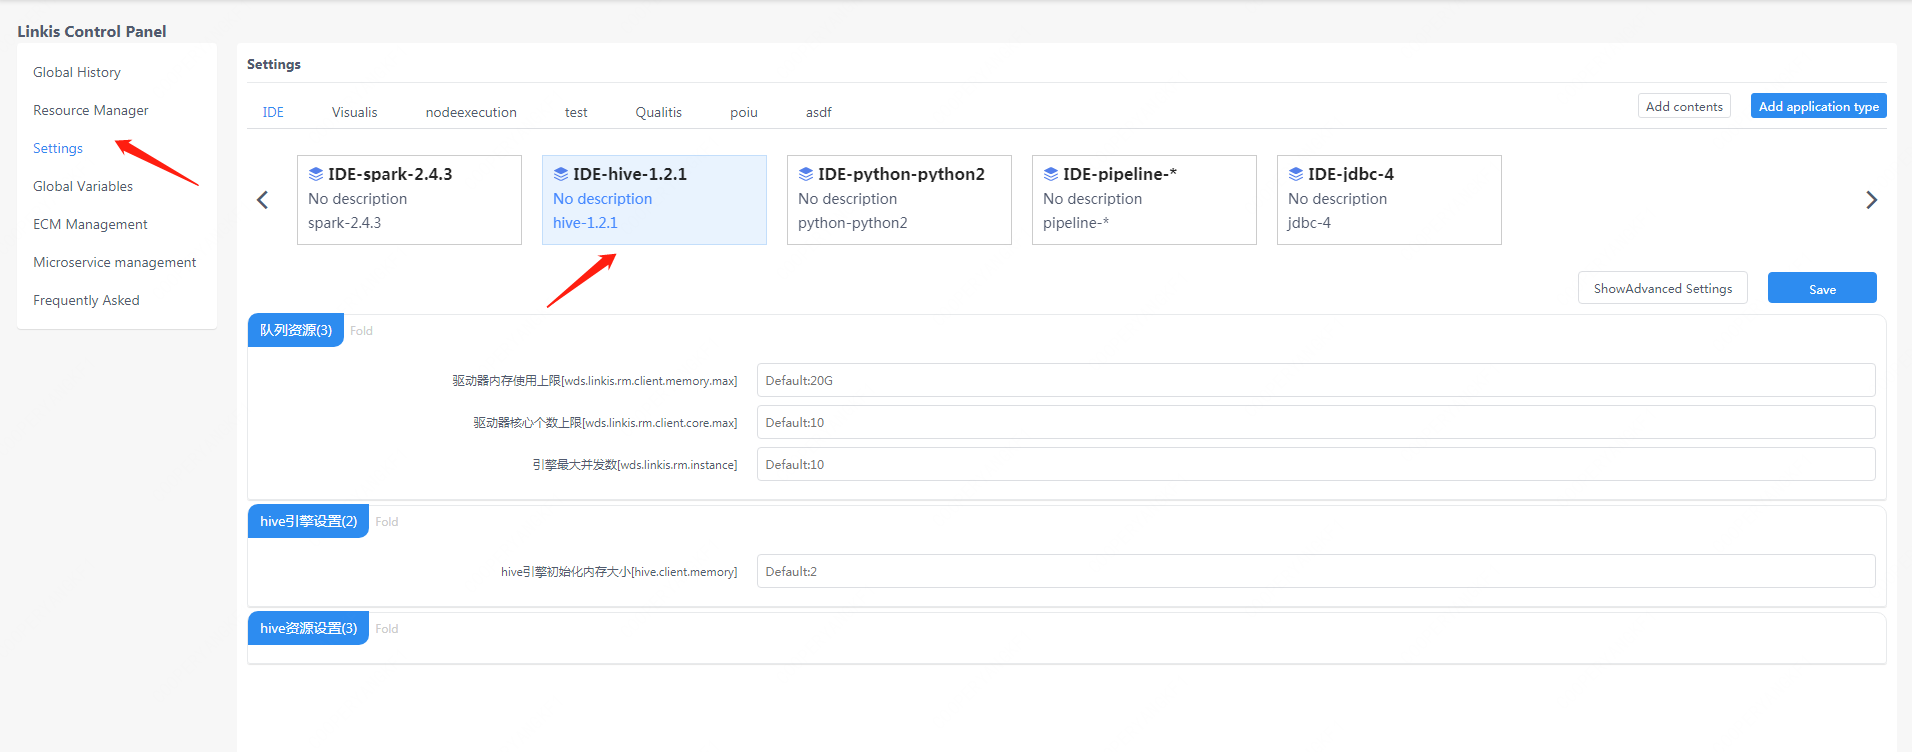 Linkis Control Panel
Global History
Resource Manager
Settings
Global Variables
ECM Management
Microservice management
Frequently Asked
Settings
IDE
Visualis
nodeexecution
test
Qualitis
poiu
asdf
Add contents
Add application type
IDE-spark-2.4.3
No description
spark-2.4.3
IDE-hive-1.2.1
No description
hive-1.2.1
IDE-python-python2
No description
python-python2
IDE-pipeline-*
No description
pipeline-*
IDE-jdbc-4
No description
jdbc-4
ShowAdvanced Settings
Save
队列资源(3)
Fold
驱动器内存使用上限[wds.linkis.rm.client.memory.max]
Default:20G
驱动器核心个数上限[wds.linkis.rm.client.core.max]
Default:10
引擎最大并发数[wds.linkis.rm.instance]
Default:10
hive引擎设置(2)
Fold
hive引擎初始化内存大小[hive.client.memory]
Default:2
hive资源设置(3)
Fold